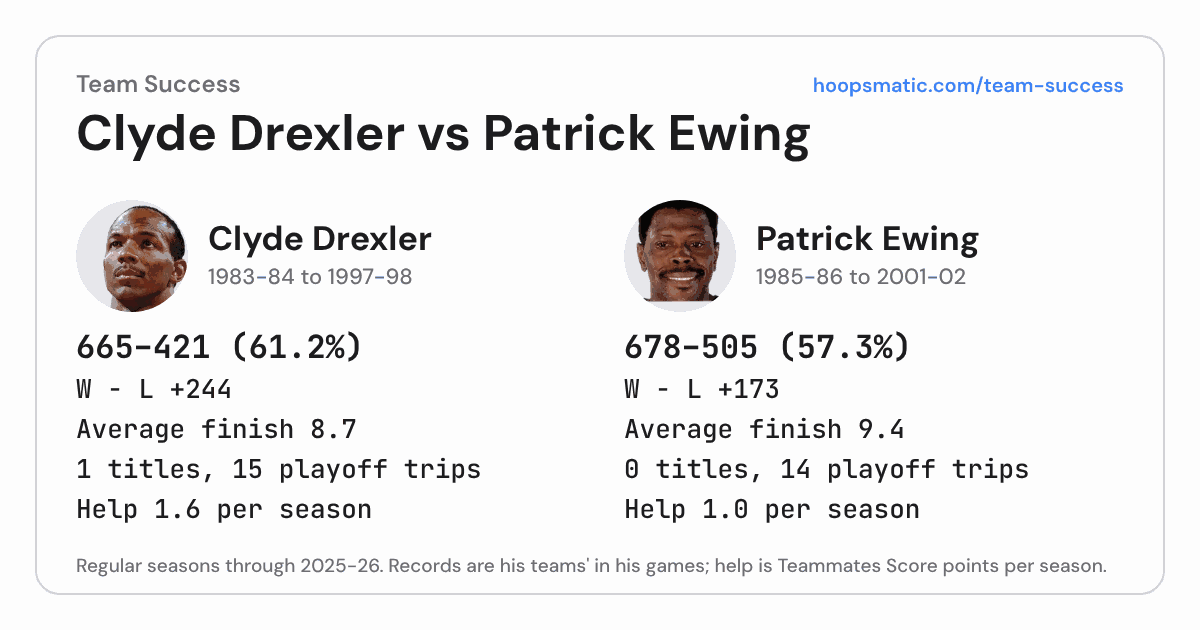 Team Success
hoopsmatic.com/team-success
Clyde Drexler vs Patrick Ewing
Clyde Drexler
1983-84 to 1997-98
665-421 (61.2%)
W - L +244
Average finish 8.7
1 titles, 15 playoff trips
Help 1.6 per season
Patrick Ewing
1985-86 to 2001-02
678-505 (57.3%)
W - L +173
Average finish 9.4
0 titles, 14 playoff trips
Help 1.0 per season
Regular seasons through 2025-26. Records are his teams' in his games; help is Teammates Score points per season.